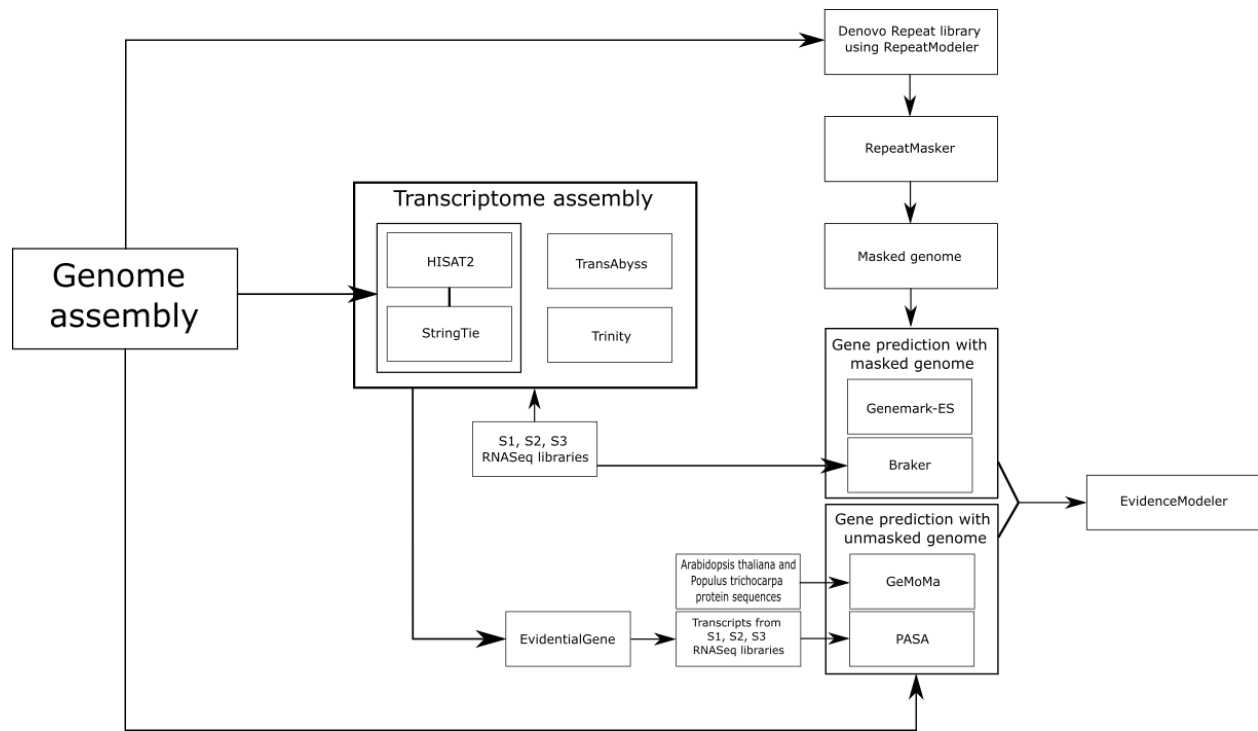 Denovo Repeat library
using RepeatModeler
RepeatMasker
Transcriptome assembly
HISAT2
TransAbyss
Masked genome
Genome
assembly
StringTie
Trinity
Gene prediction with
masked genome
Genemark-ES
S1, S2, S3
RNASeq libraries
Braker
EvidenceModeler
Gene prediction with
unmasked genome
Arabidopsis thaliana and
Populus trichocarpa
protein sequences
GeMoMa
EvidentialGene
Transcripts from
S1, S2, S3
RNASeq libraries
PASA